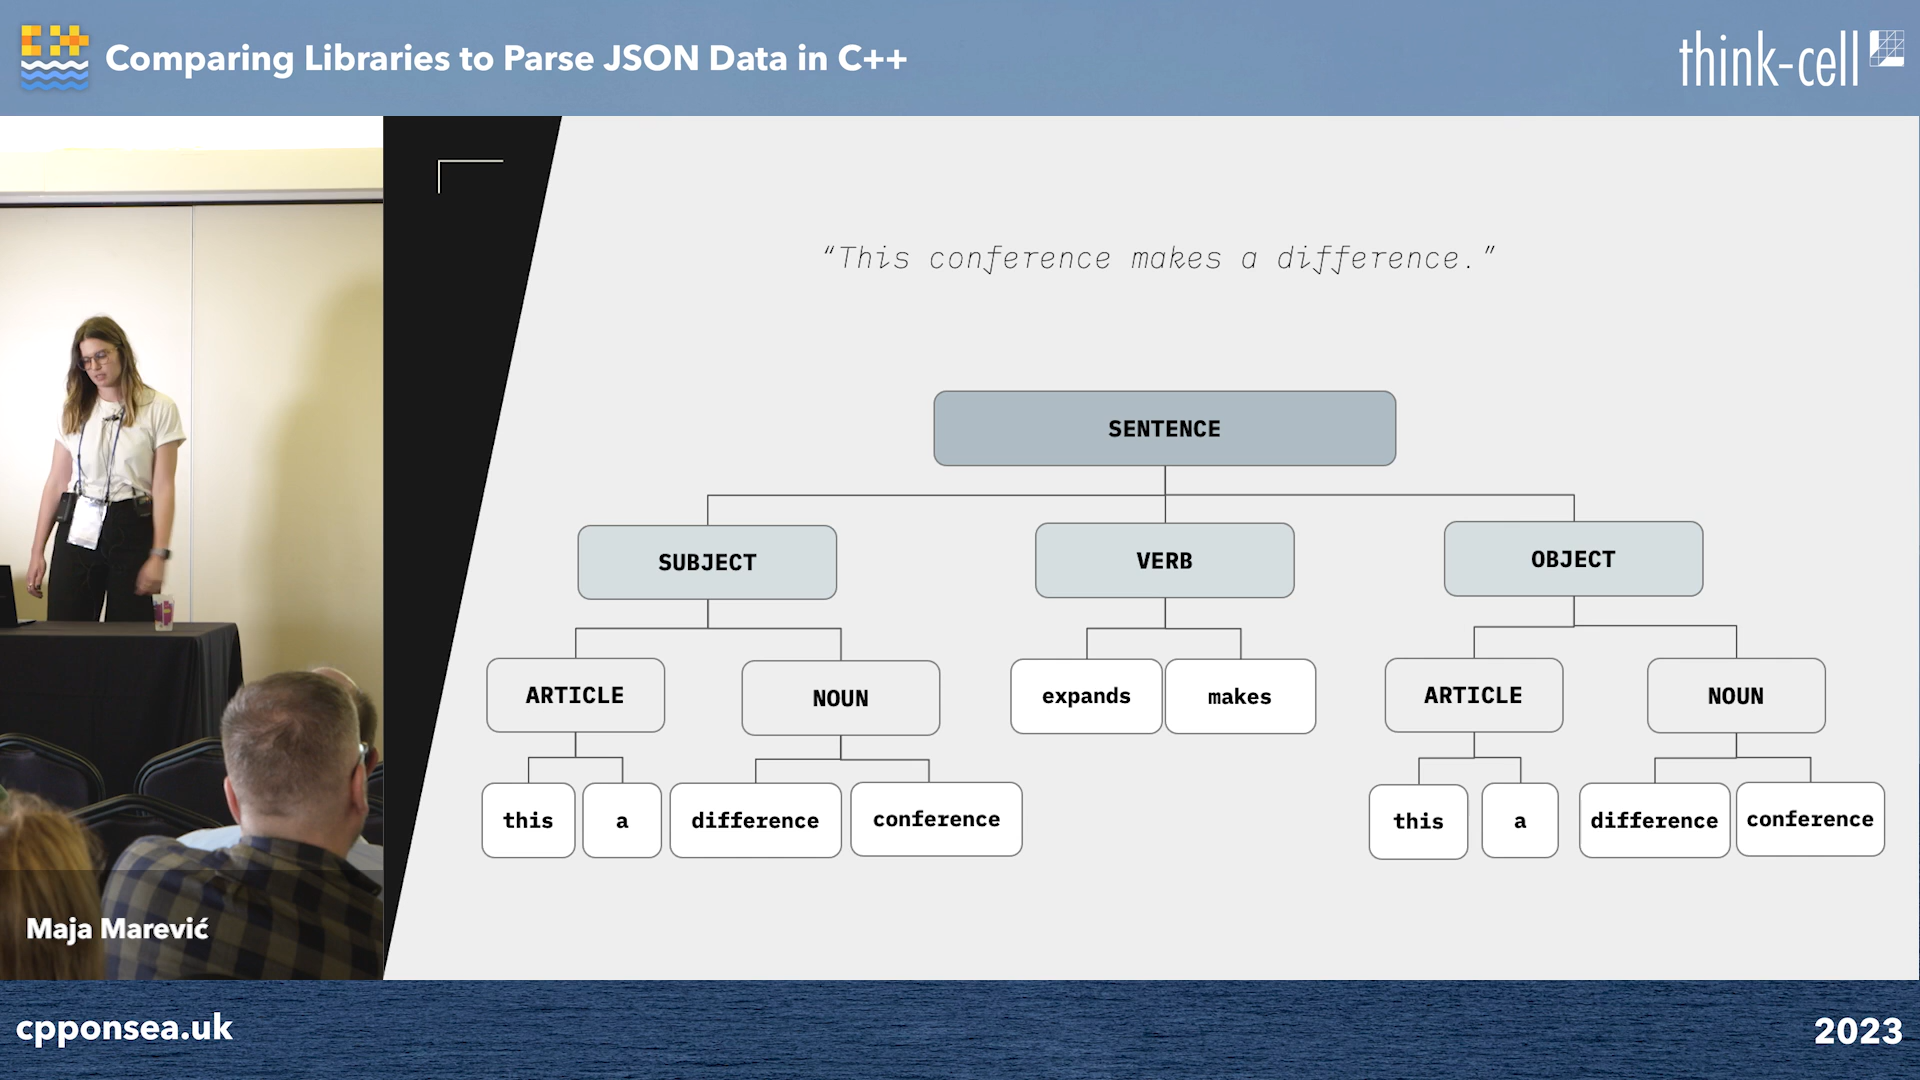 Comparing Libraries to Parse JSON Data in C++
think-cell
“This conference makes a difference.”
SENTENCE
SUBJECT
VERB
OBJECT
ARTICLE
NOUN
expands
makes
ARTICLE
NOUN
this
a
difference
conference
this
a
difference
conference
Maja Marević
cpponsea.uk
2023